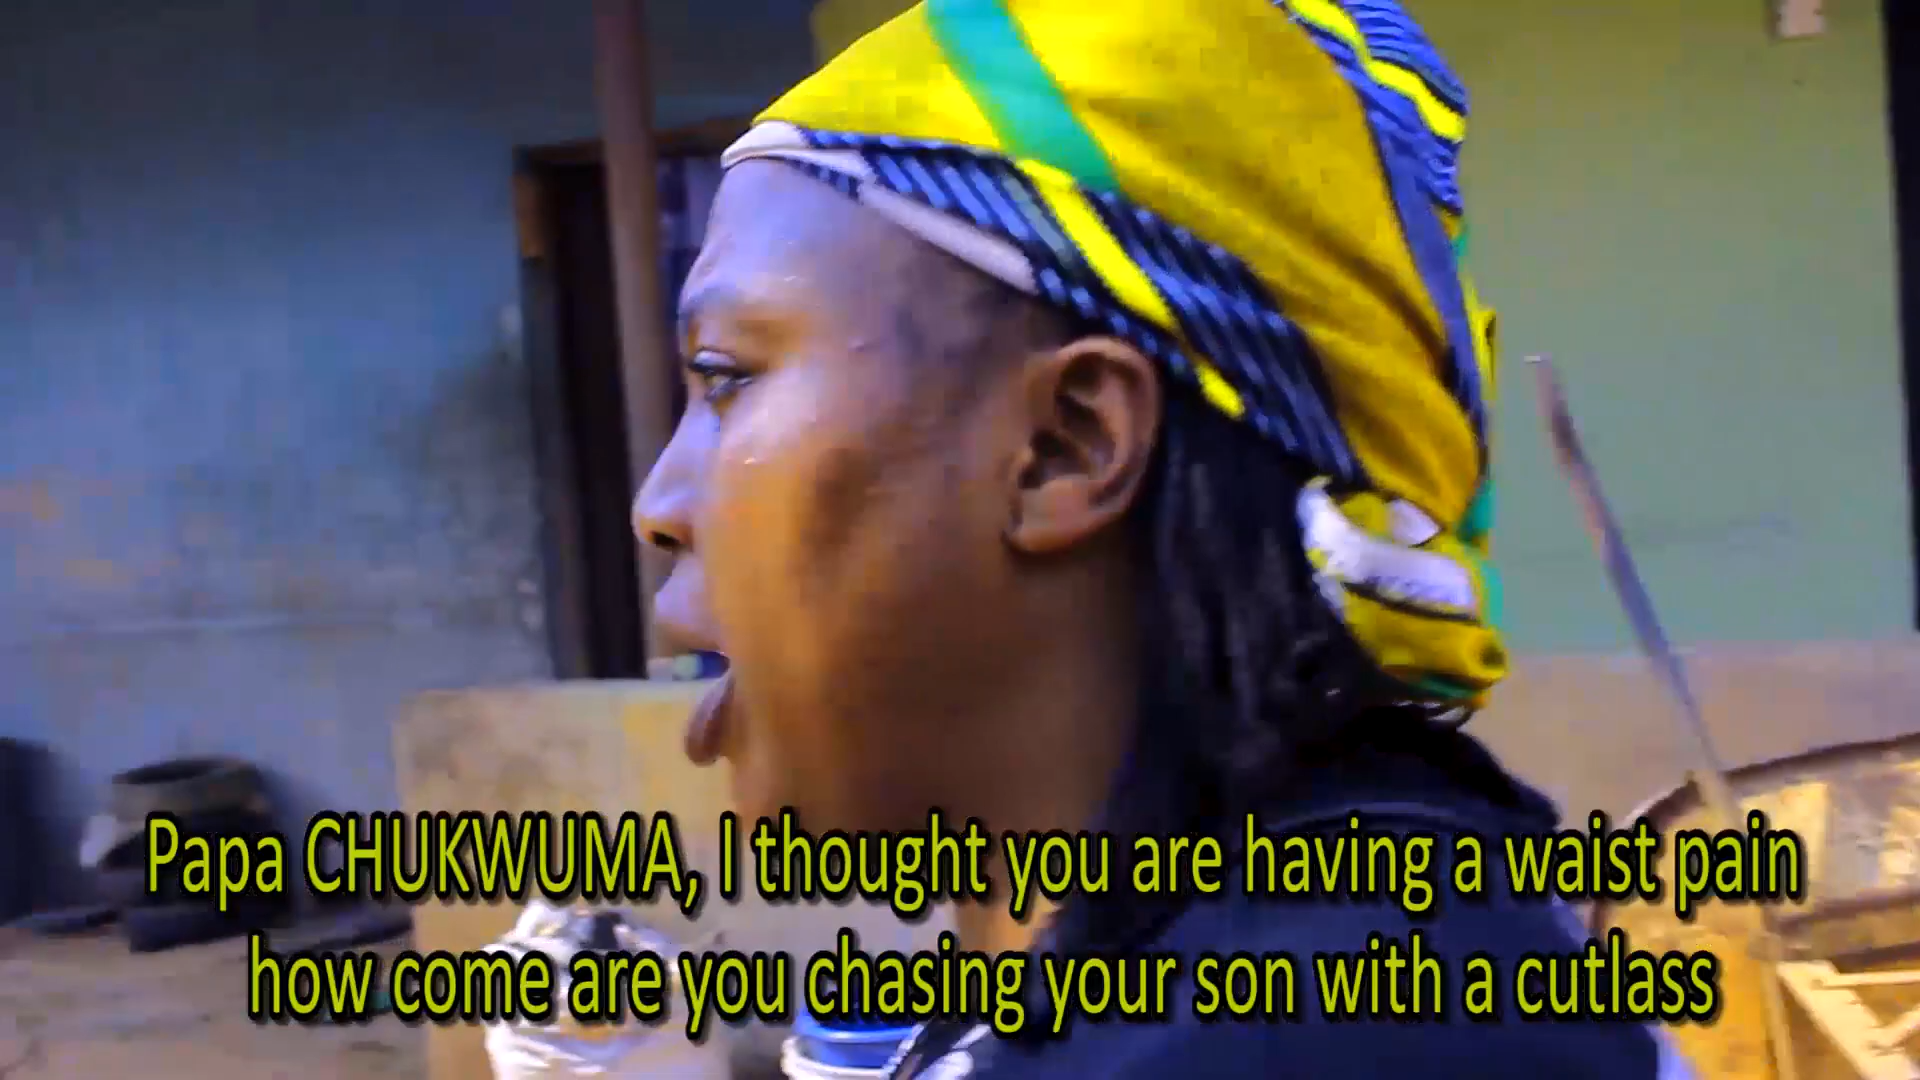 Papa CHUKWUMA, I thought you are having a waist pain
how come are you chasing your son with a cutlass